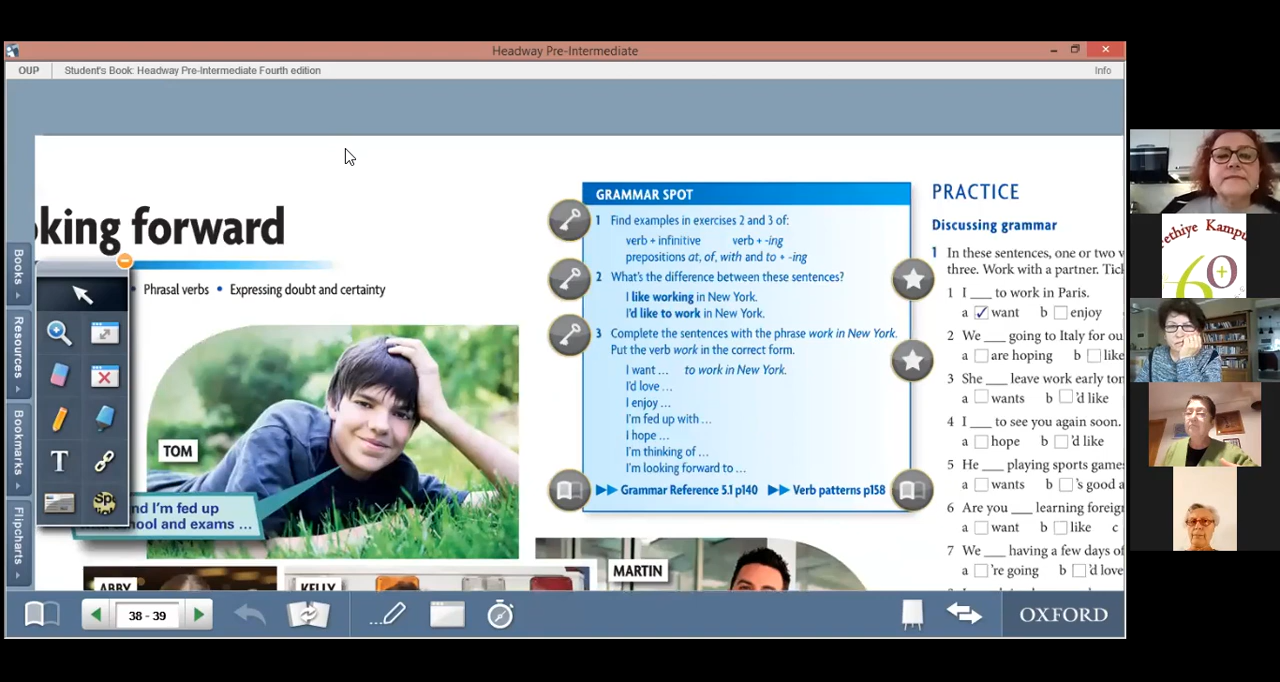 Headway Pre-Intermediate
OUP
Student's Book: Headway Pre-Intermediate Fourth edition
Info
oking forward
• Phrasal verbs • Expressing doubt and certainty
Books
Resources
Bookmarks
Flipcharts
T
Sp
TOM
nd I'm fed up
hool and exams ...
ABBY
KELLY
MARTIN
GRAMMAR SPOT
1 Find examples in exercises 2 and 3 of:
verb + infinitive verb + -ing
prepositions at, of, with and to + -ing
2 What's the difference between these sentences?
I like working in New York.
I'd like to work in New York.
3 Complete the sentences with the phrase work in New York.
Put the verb work in the correct form.
I want ... to work in New York.
I'd love ...
I enjoy ...
I'm fed up with ...
I hope ...
I'm thinking of ...
I'm looking forward to ...
Grammar Reference 5.1 p140 Verb patterns p158
PRACTICE
Discussing grammar
1 In these sentences, one or two v
three. Work with a partner. Tick
1 I ___ to work in Paris.
a ✓ want b enjoy
2 We ___ going to Italy for ou
a are hoping b like
3 She ___ leave work early ton
a wants b 'd like
4 I ___ to see you again soon.
a hope b 'd like
5 He ___ playing sports games
a wants b 's good a
6 Are you ___ learning foreign
a want b like c
7 We ___ having a few days of
a 're going b 'd love
38 - 39
OXFORD
ethiye Kampu
60+